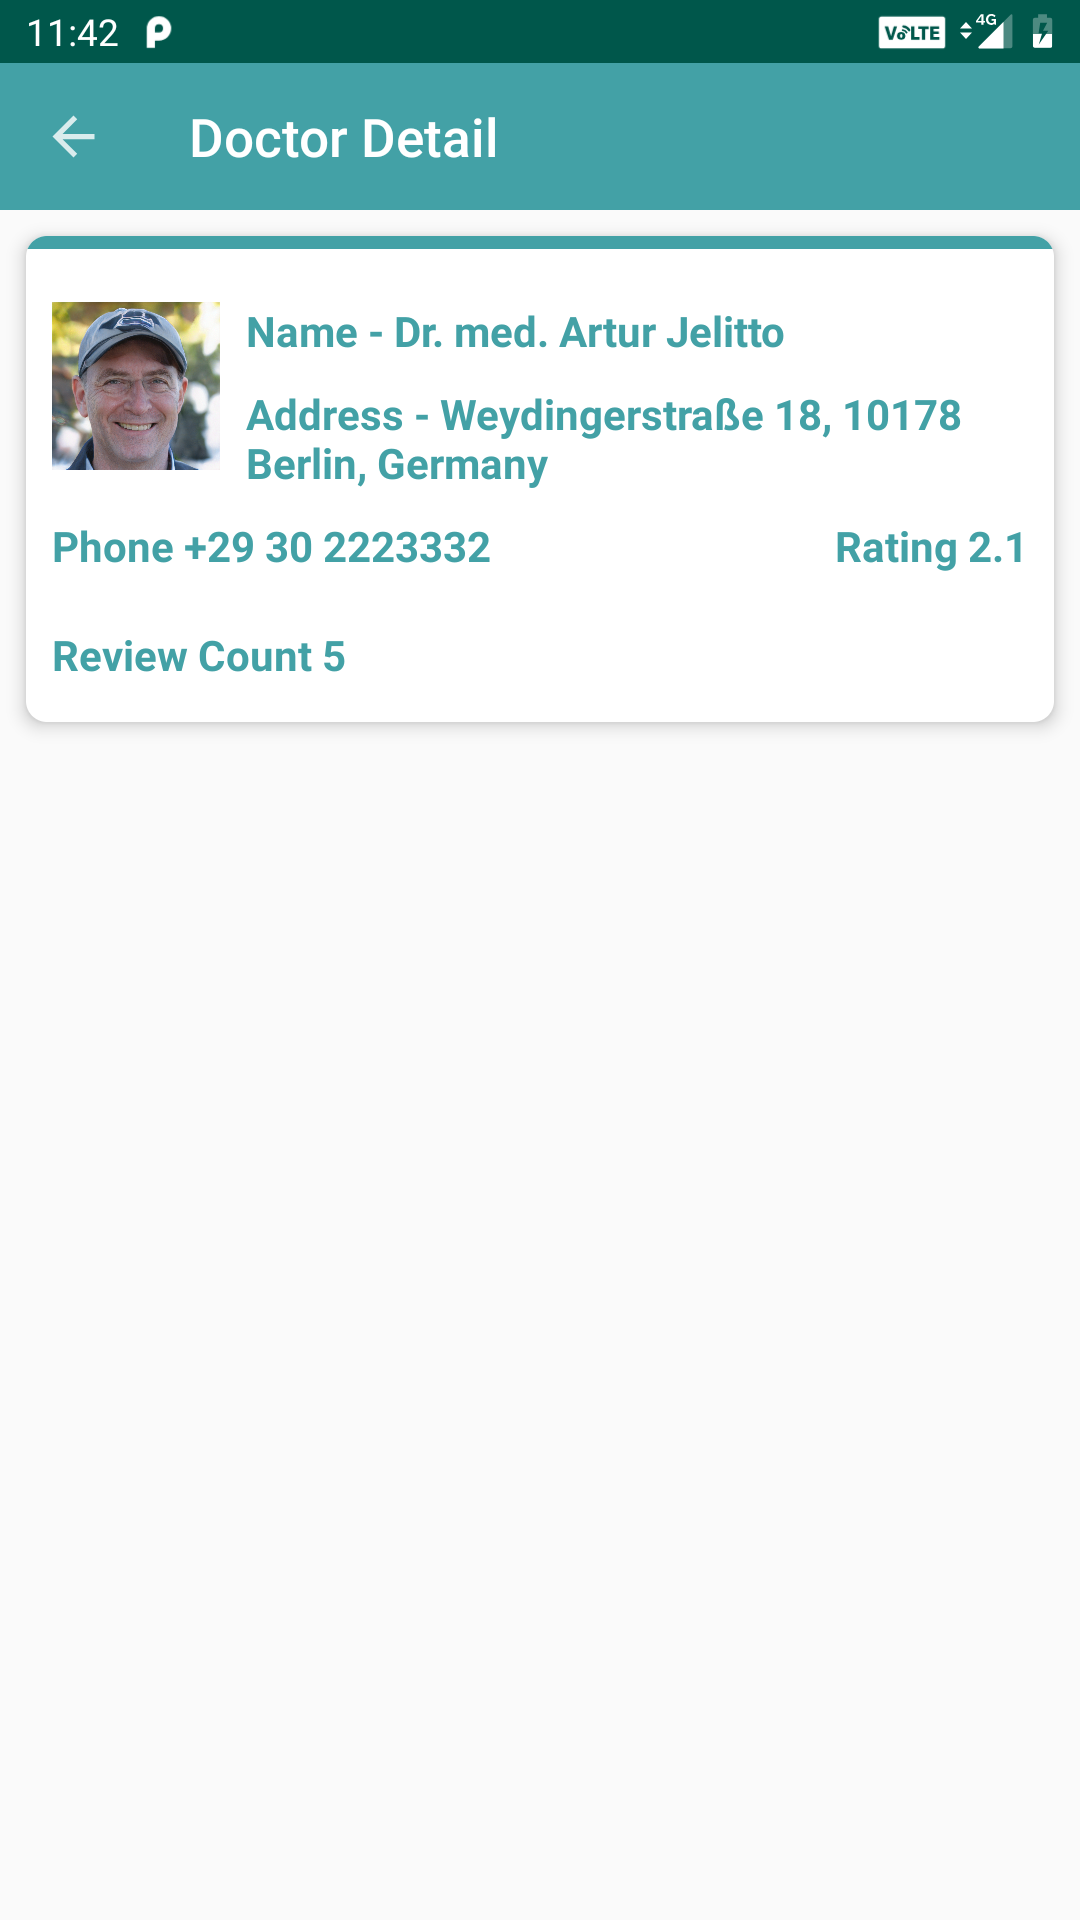 11:42
VoLTE 4G
Doctor Detail
Name - Dr. med. Artur Jelitto
Address - Weydingerstraße 18, 10178
Berlin, Germany
Phone +29 30 2223332
Rating 2.1
Review Count 5